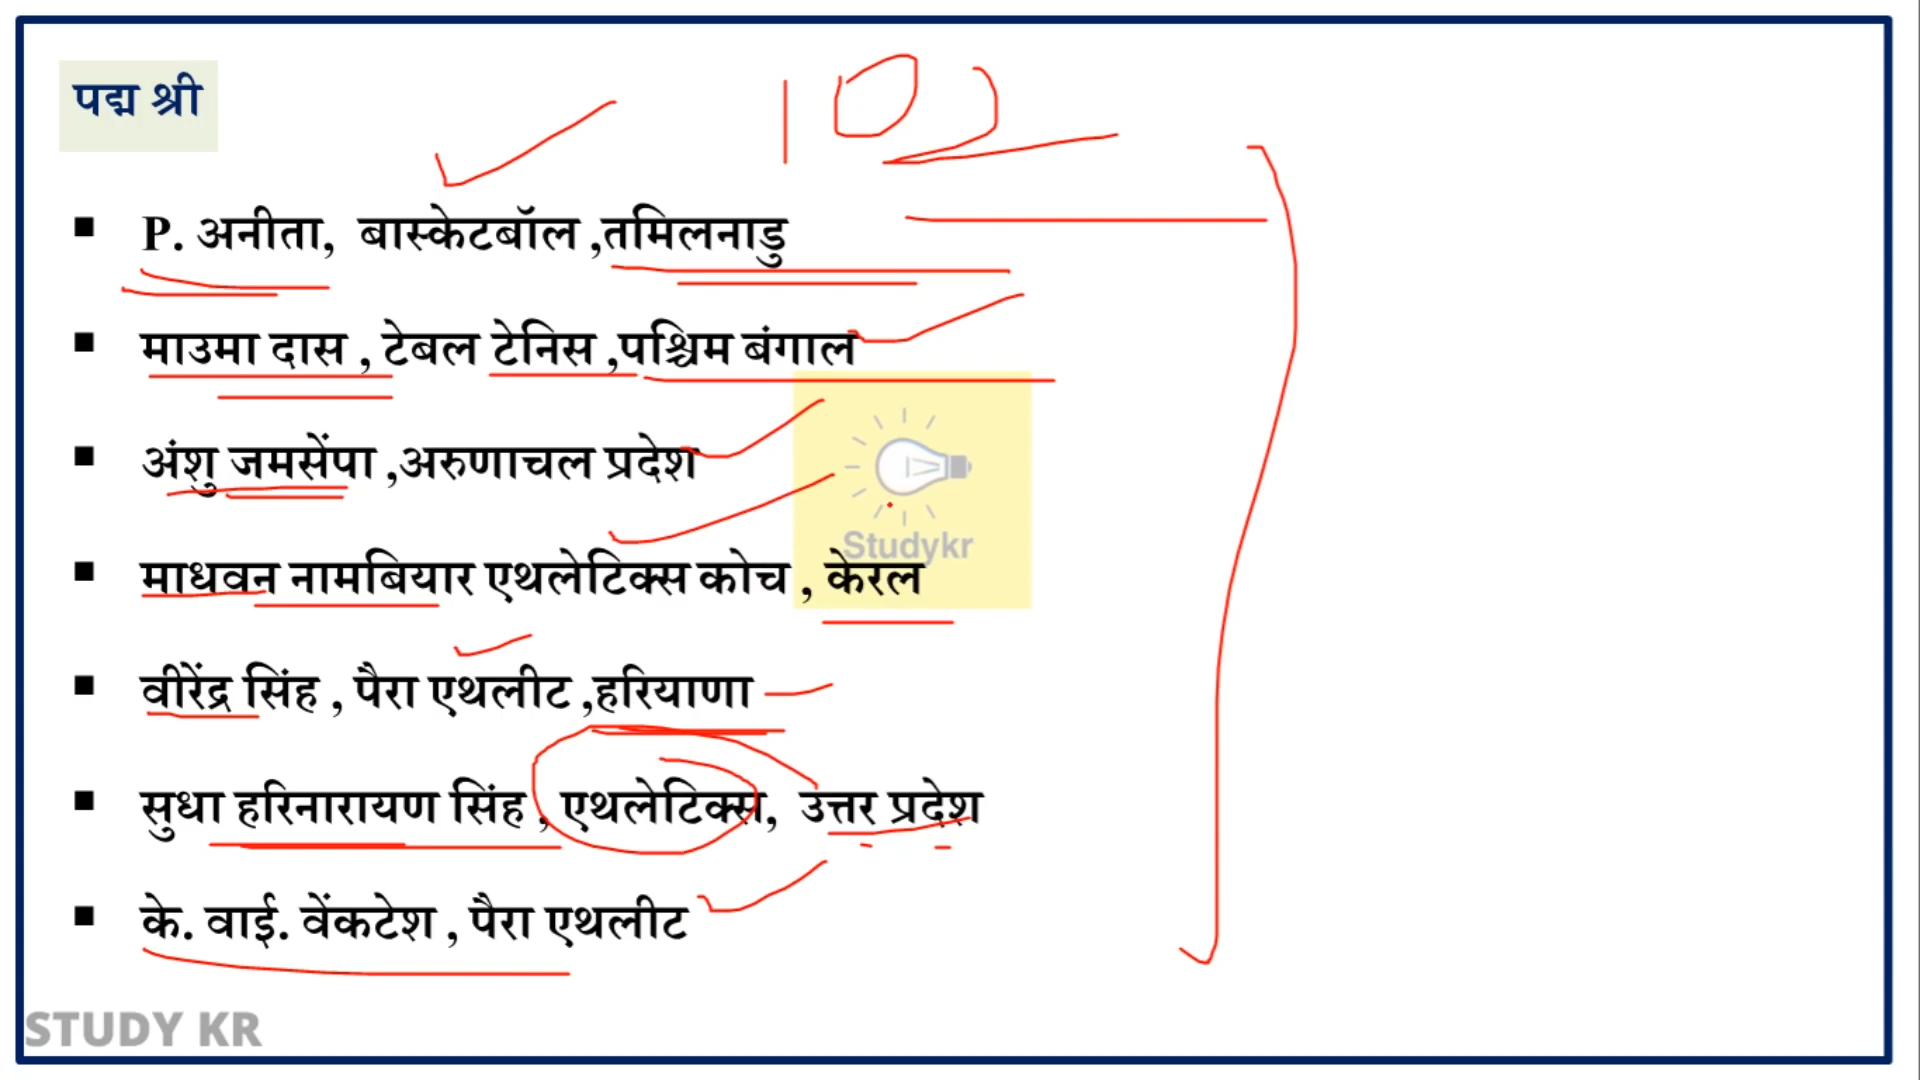 पद्म श्री
102
▪ P. अनीता, बास्केटबॉल ,तमिलनाडु
▪ माउमा दास , टेबल टेनिस ,पश्चिम बंगाल
▪ अंशु जमसेंपा ,अरुणाचल प्रदेश
Studykr
▪ माधवन नामबियार एथलेटिक्स कोच , केरल
▪ वीरेंद्र सिंह , पैरा एथलीट ,हरियाणा
▪ सुधा हरिनारायण सिंह , एथलेटिक्स, उत्तर प्रदेश
▪ के. वाई. वेंकटेश , पैरा एथलीट
STUDY KR